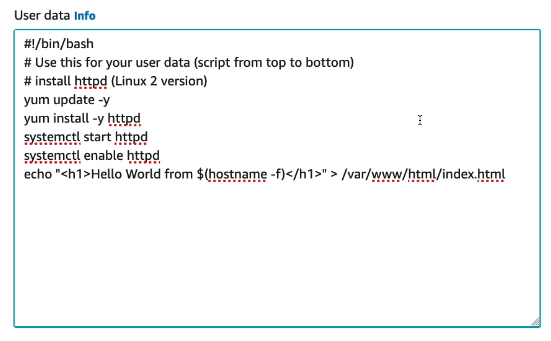 User data Info
#!/bin/bash
# Use this for your user data (script from top to bottom)
# install httpd (Linux 2 version)
yum update -y
yum install -y httpd
systemctl start httpd
systemctl enable httpd
echo "<h1>Hello World from $(hostname -f)</h1>" > /var/www/html/index.html